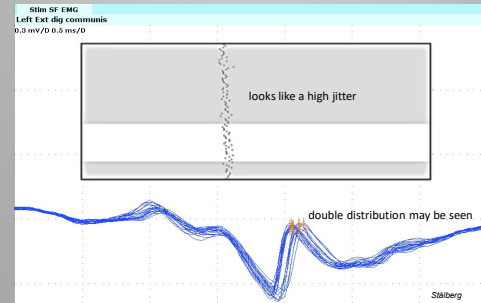 Stim SF EMG
Left Ext dig communis
0.3 mV/D 0.5 ms/D
looks like a high jitter
double distribution may be seen
Stålberg